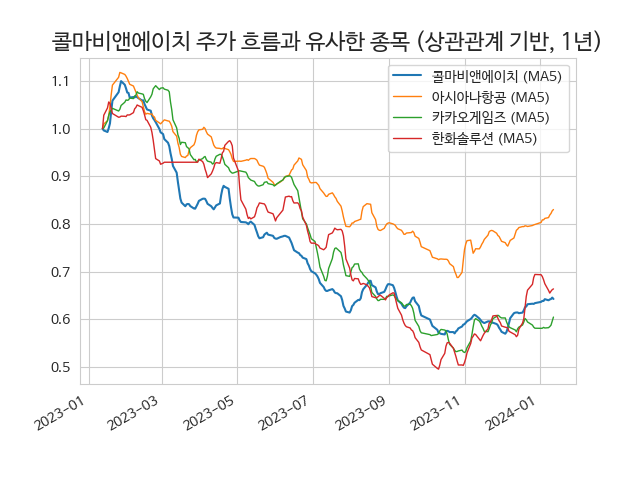 콜마비앤에이치 주가 흐름과 유사한 종목 (상관관계 기반, 1년)
콜마비앤에이치 (MA5)
아시아나항공 (MA5)
카카오게임즈 (MA5)
한화솔루션 (MA5)
1.1
1.0
0.9
0.8
0.7
0.6
0.5
2023-01
2023-03
2023-05
2023-07
2023-09
2023-11
2024-01